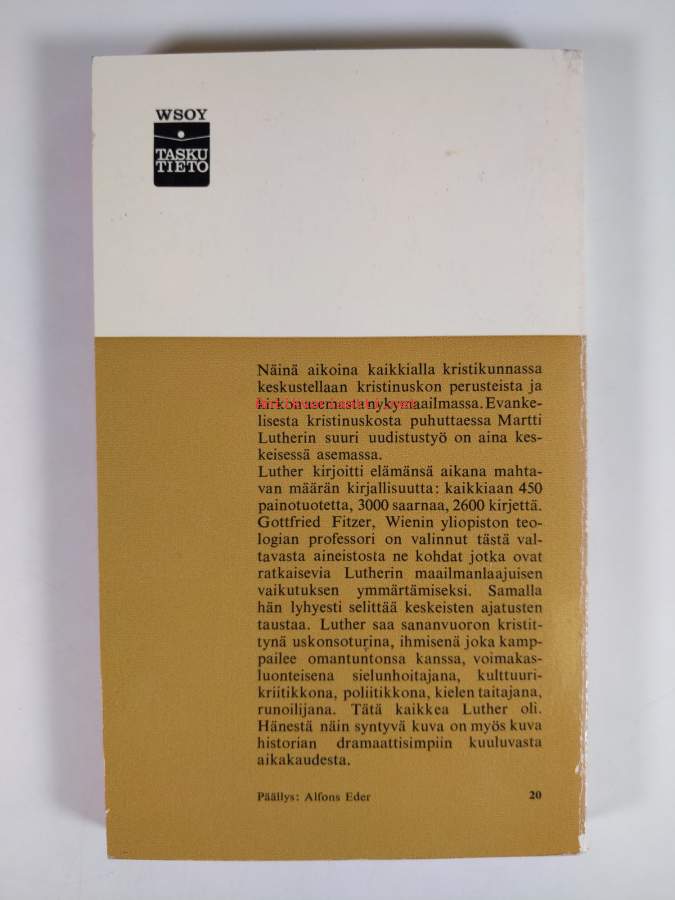 WSOY
TASKU
TIETO
Näinä aikoina kaikkialla kristikunnassa
keskustellaan kristinuskon perusteista ja
kirkon asemasta nykymaailmassa. Evanke-
lisesta kristinuskosta puhuttaessa Martti
Lutherin suuri uudistustyö on aina kes-
keisessä asemassa.
Luther kirjoitti elämänsä aikana mahta-
van määrän kirjallisuutta: kaikkiaan 450
painotuotetta, 3000 saarnaa, 2600 kirjettä.
Gottfried Fitzer, Wienin yliopiston teo-
logian professori on valinnut tästä val-
tavasta aineistosta ne kohdat jotka ovat
ratkaisevia Lutherin maailmanlaajuisen
vaikutuksen ymmärtämiseksi. Samalla
hän lyhyesti selittää keskeisten ajatusten
taustaa. Luther saa sananvuoron kristit-
tynä uskonsoturina, ihmisenä joka kamp-
pailee omantuntonsa kanssa, voimakas-
luonteisena sielunhoitajana, kulttuuri-
kriitikkona, poliitikkona, kielen taitajana,
runoilijana. Tätä kaikkea Luther oli.
Hänestä näin syntyvä kuva on myös kuva
historian dramaattisimpiin kuuluvasta
aikakaudesta.
Päällys: Alfons Eder 20